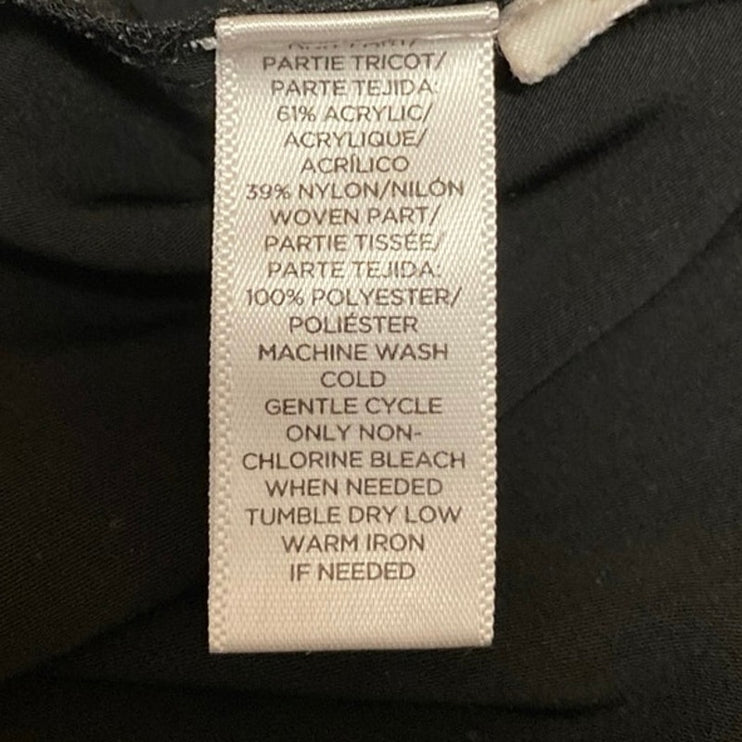 PARTIE TRICOT/
PARTE TEJIDA:
61% ACRYLIC/
ACRYLIQUE/
ACRÍLICO
39% NYLON/NILÓN
WOVEN PART/
PARTIE TISSÉE/
PARTE TEJIDA:
100% POLYESTER/
POLIÉSTER
MACHINE WASH
COLD
GENTLE CYCLE
ONLY NON-
CHLORINE BLEACH
WHEN NEEDED
TUMBLE DRY LOW
WARM IRON
IF NEEDED